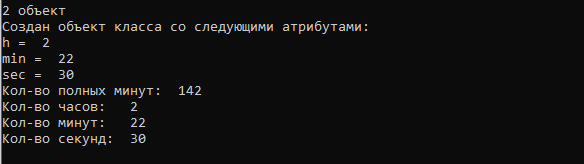 2 объект
Создан объект класса со следующими атрибутами:
h =  2
min =  22
sec =  30
Кол-во полных минут:  142
Кол-во часов:   2
Кол-во минут:   22
Кол-во секунд:  30